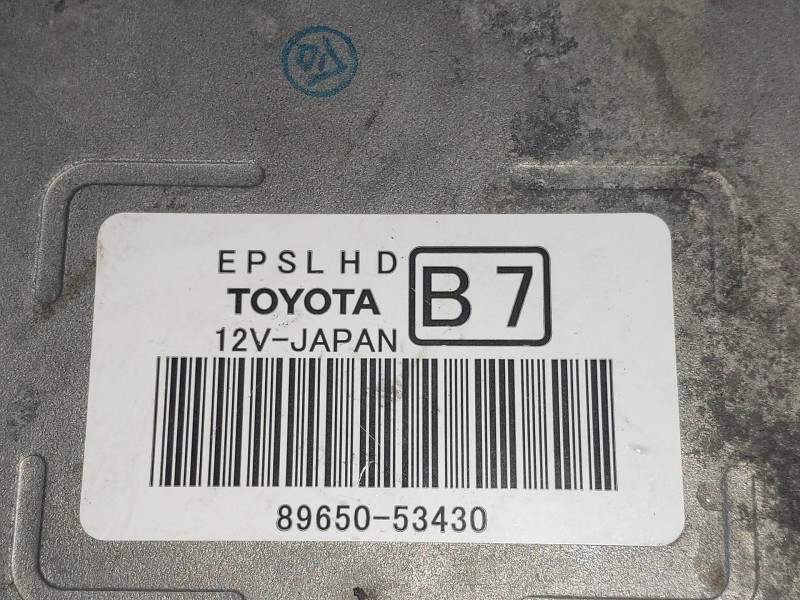 EPSLHD
TOYOTA
12V-JAPAN
B7
89650-53430